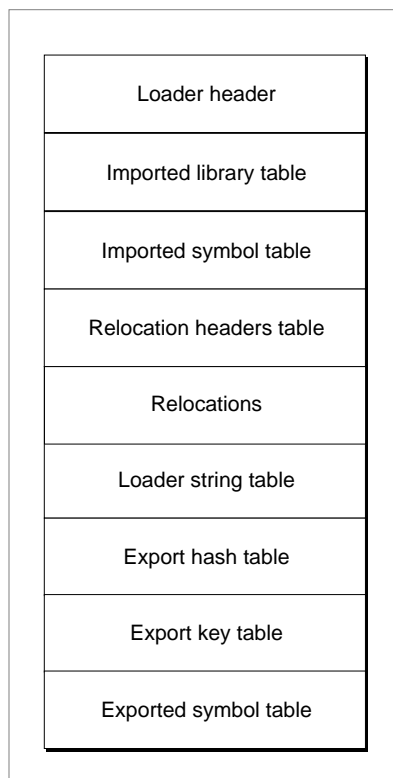 Loader header
Imported library table
Imported symbol table
Relocation headers table
Relocations
Loader string table
Export hash table
Export key table
Exported symbol table